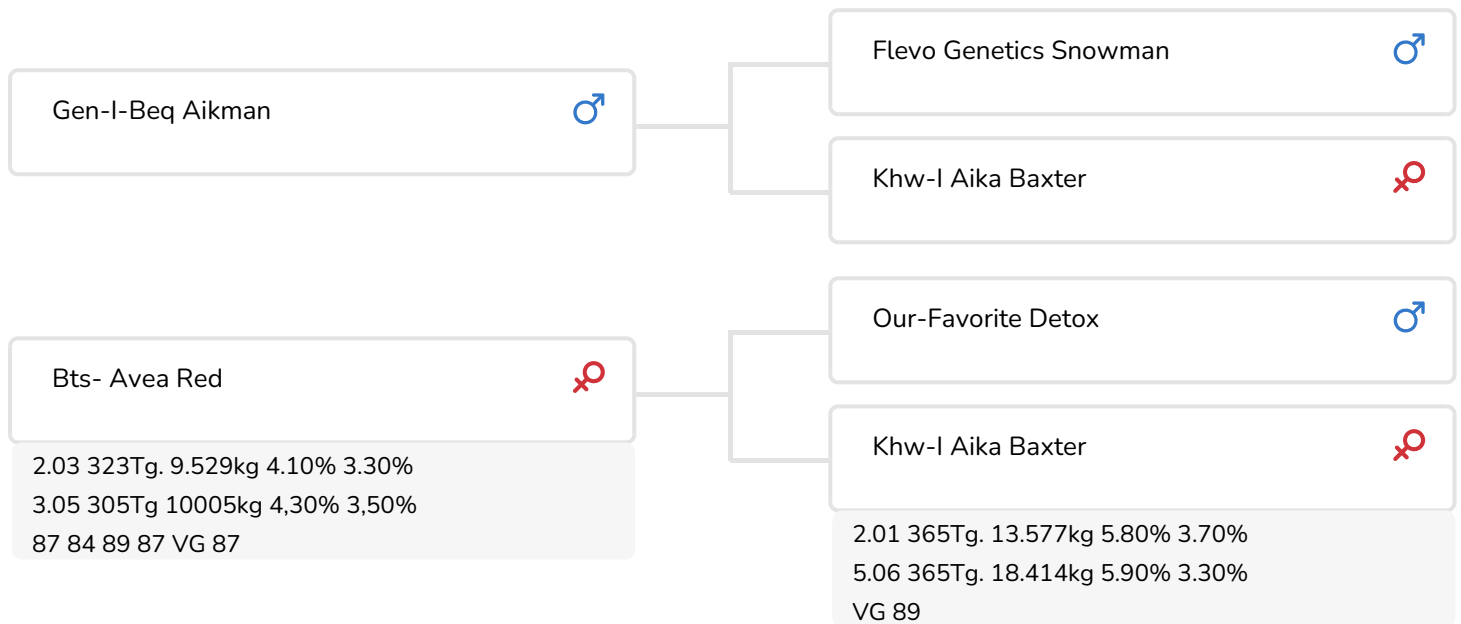 Flevo Genetics Snowman
Gen-I-Beq Aikman
Khw-I Aika Baxter
Our-Favorite Detox
Bts- Avea Red
2.03 323Tg. 9.529kg 4.10% 3.30%
3.05 305Tg 10005kg 4,30% 3,50%
87 84 89 87 VG 87
Khw-I Aika Baxter
2.01 365Tg. 13.577kg 5.80% 3.70%
5.06 365Tg. 18.414kg 5.90% 3.30%
VG 89